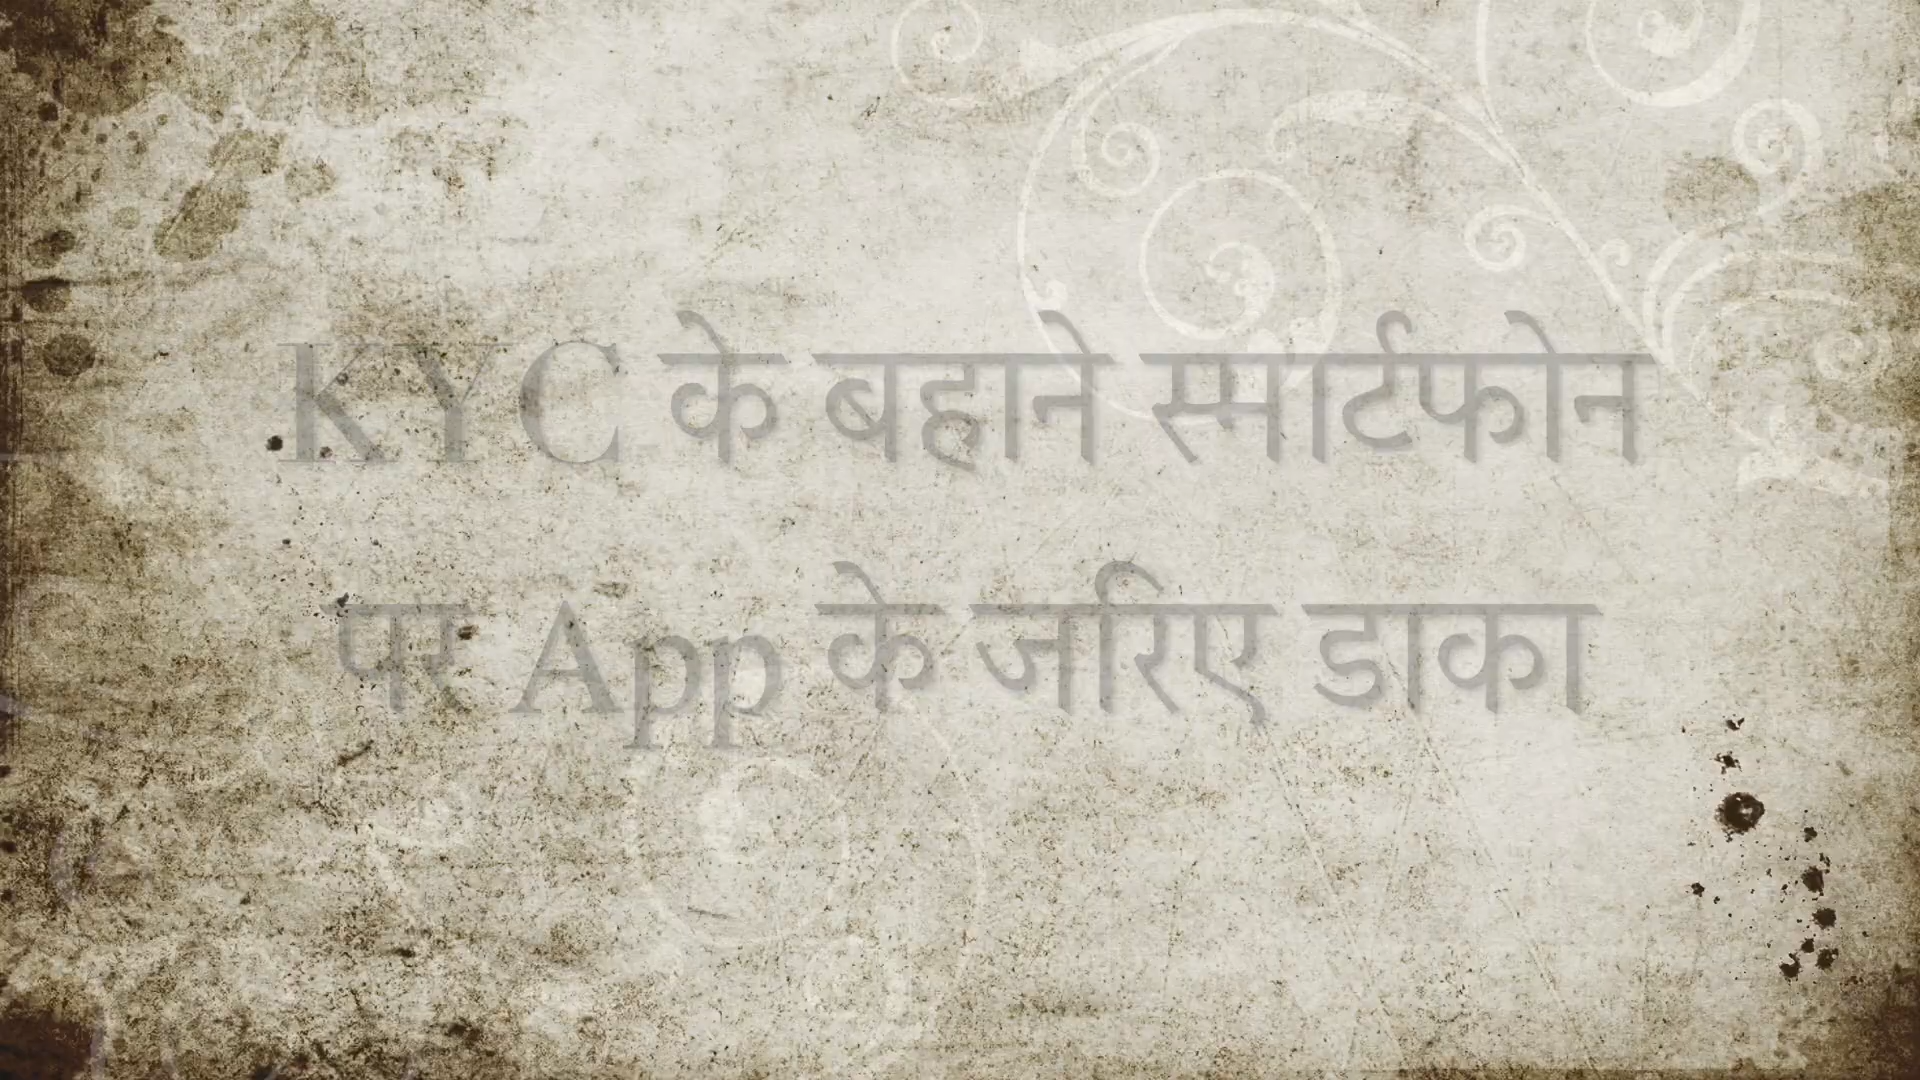 KYC के बहाने स्मार्टफोन
पर App के जरिए डाका